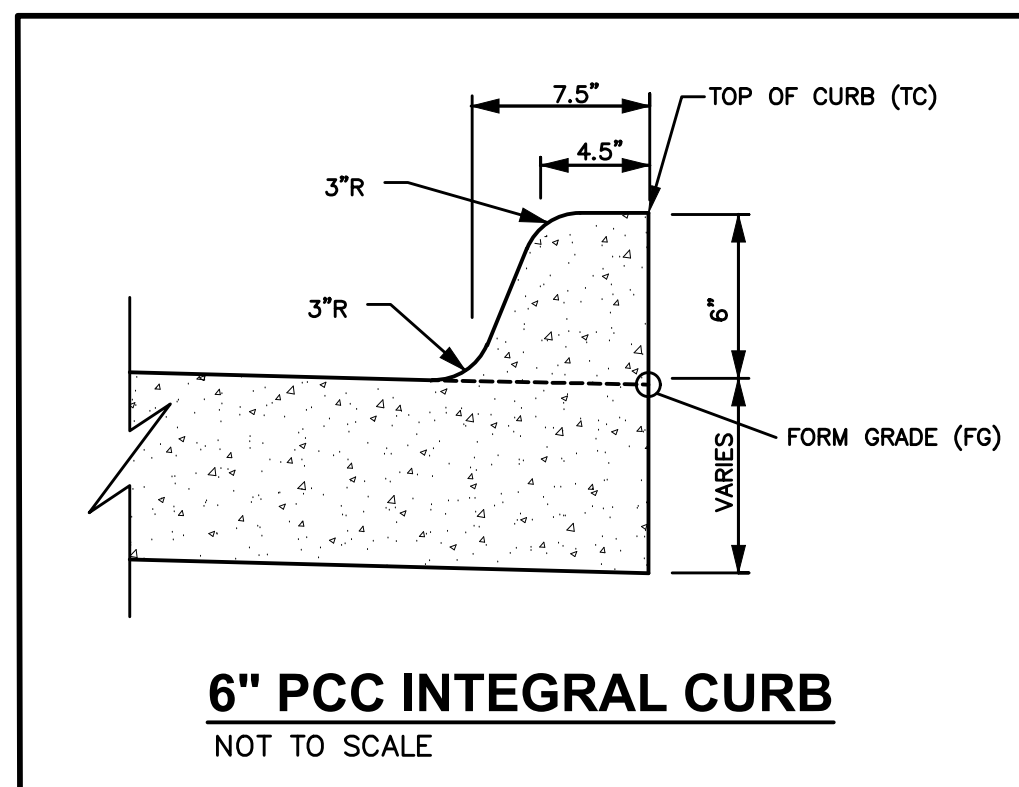 7.5"
TOP OF CURB (TC)
4.5"
3"R
3"R
6"
FORM GRADE (FG)
VARIES
6" PCC INTEGRAL CURB
NOT TO SCALE